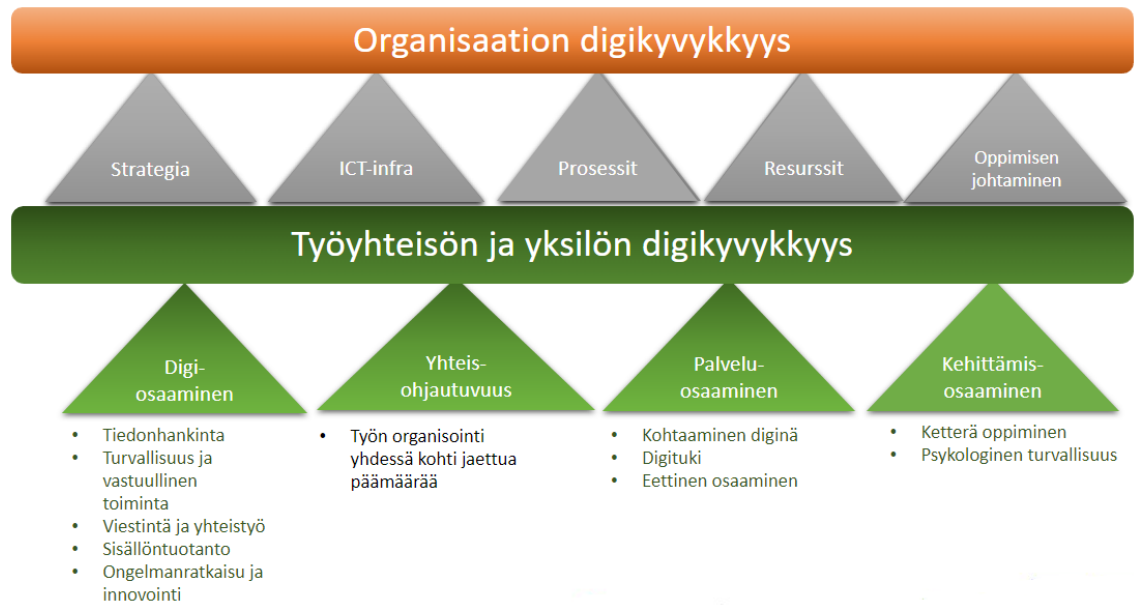 Organisaation digikyvykkyys
Strategia
ICT-infra
Prosessit
Resurssit
Oppimisen
johtaminen
Työyhteisön ja yksilön digikyvykkyys
Digi-
osaaminen
Yhteis-
ohjautuvuus
Palvelu-
osaaminen
Kehittämis-
osaaminen
• Tiedonhankinta
• Turvallisuus ja
vastuullinen
toiminta
• Viestintä ja yhteistyö
• Sisällöntuotanto
• Ongelmanratkaisu ja
innovointi
• Työn organisointi
yhdessä kohti jaettua
päämäärää
• Kohtaaminen diginä
• Digituki
• Eettinen osaaminen
• Ketterä oppiminen
• Psykologinen turvallisuus